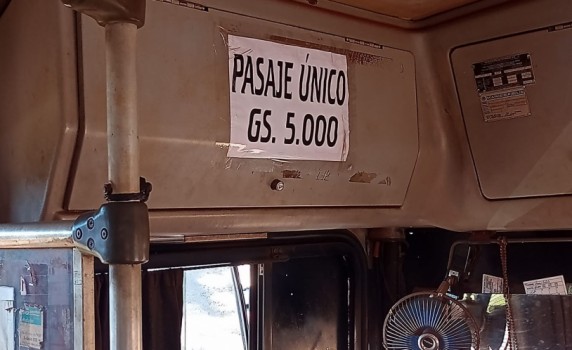 PASAJE ÚNICO
GS. 5.000